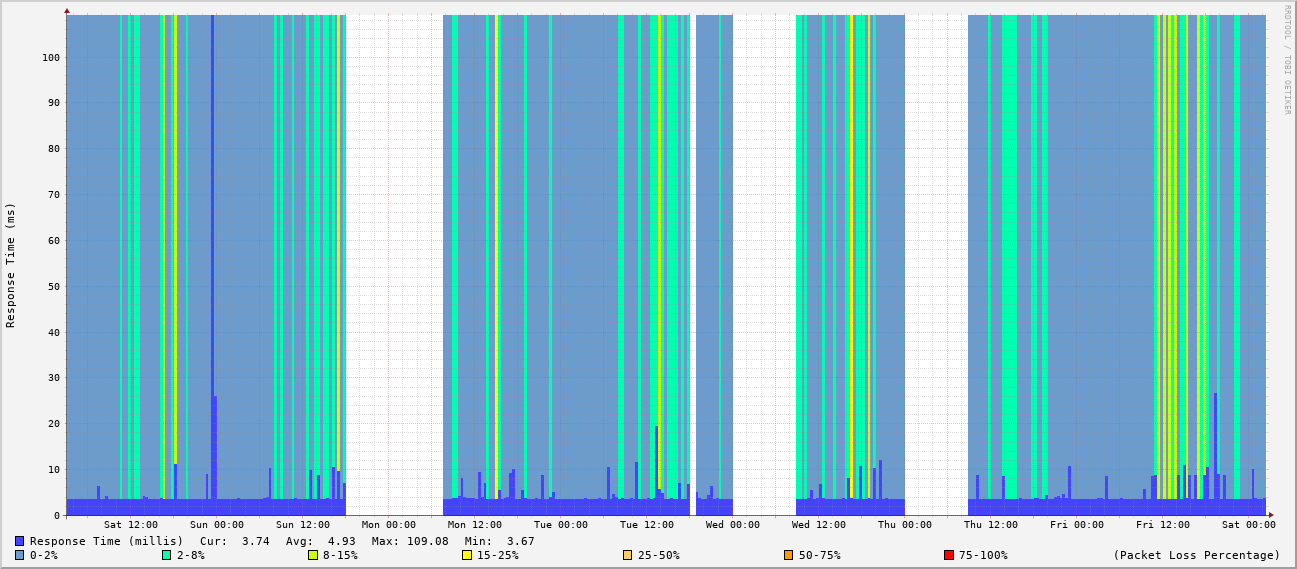 RRDTOOL / TOBI OETIKER
Response Time (ms)
100
90
80
70
60
50
40
30
20
10
0
Sat 12:00 Sun 00:00 Sun 12:00 Mon 00:00 Mon 12:00 Tue 00:00 Tue 12:00 Wed 00:00 Wed 12:00 Thu 00:00 Thu 12:00 Fri 00:00 Fri 12:00 Sat 00:00
Response Time (millis) Cur: 3.74 Avg: 4.93 Max: 109.08 Min: 3.67
0-2% 2-8% 8-15% 15-25% 25-50% 50-75% 75-100% (Packet Loss Percentage)